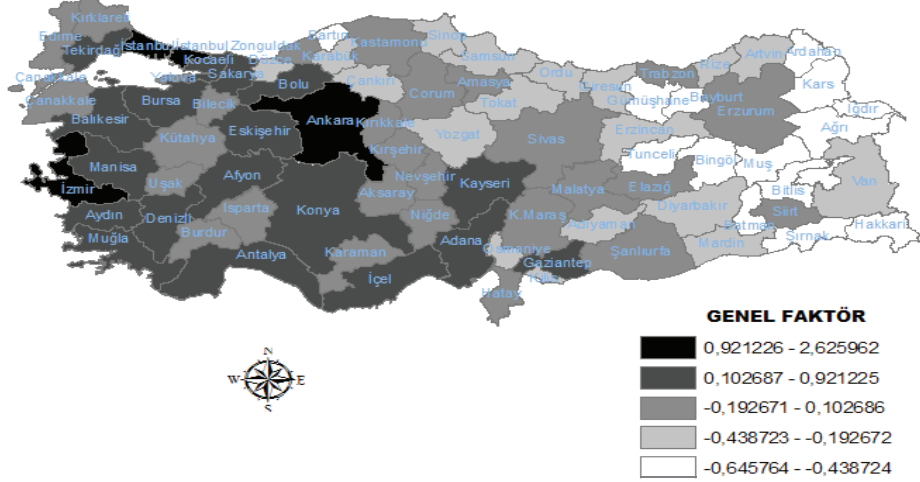 Kırklareli
Edirne
Tekirdağ
İstanbul
İstanbul
Kocaeli
Zonguldak
Bartın
Kastamonu
Sinop
Karabük
Düzce
Samsun
Sakarya
Yalova
Çanakkale
Çanakkale
Bolu
Çankırı
Çorum
Amasya
Ordu
Giresun
Trabzon
Rize
Artvin
Ardahan
Kars
Gümüşhane
Bayburt
Tokat
Erzurum
Iğdır
Ağrı
Bursa
Bilecik
Balıkesir
Eskişehir
Ankara
Kırıkkale
Yozgat
Sivas
Erzincan
Kütahya
Kırşehir
Tunceli
Bingöl
Muş
Manisa
Uşak
Afyon
Nevşehir
Kayseri
Malatya
Elazığ
Bitlis
Van
İzmir
Aksaray
Diyarbakır
Siirt
Aydın
Denizli
Isparta
Konya
Niğde
K.Maraş
Adıyaman
Batman
Hakkari
Muğla
Burdur
Mardin
Şırnak
Antalya
Karaman
Adana
Osmaniye
Gaziantep
Şanlıurfa
İçel
Kilis
Hatay
GENEL FAKTÖR
0,921226 - 2,625962
0,102687 - 0,921225
-0,192671 - 0,102686
-0,438723 - -0,192672
-0,645764 - -0,438724
N
W
E
S